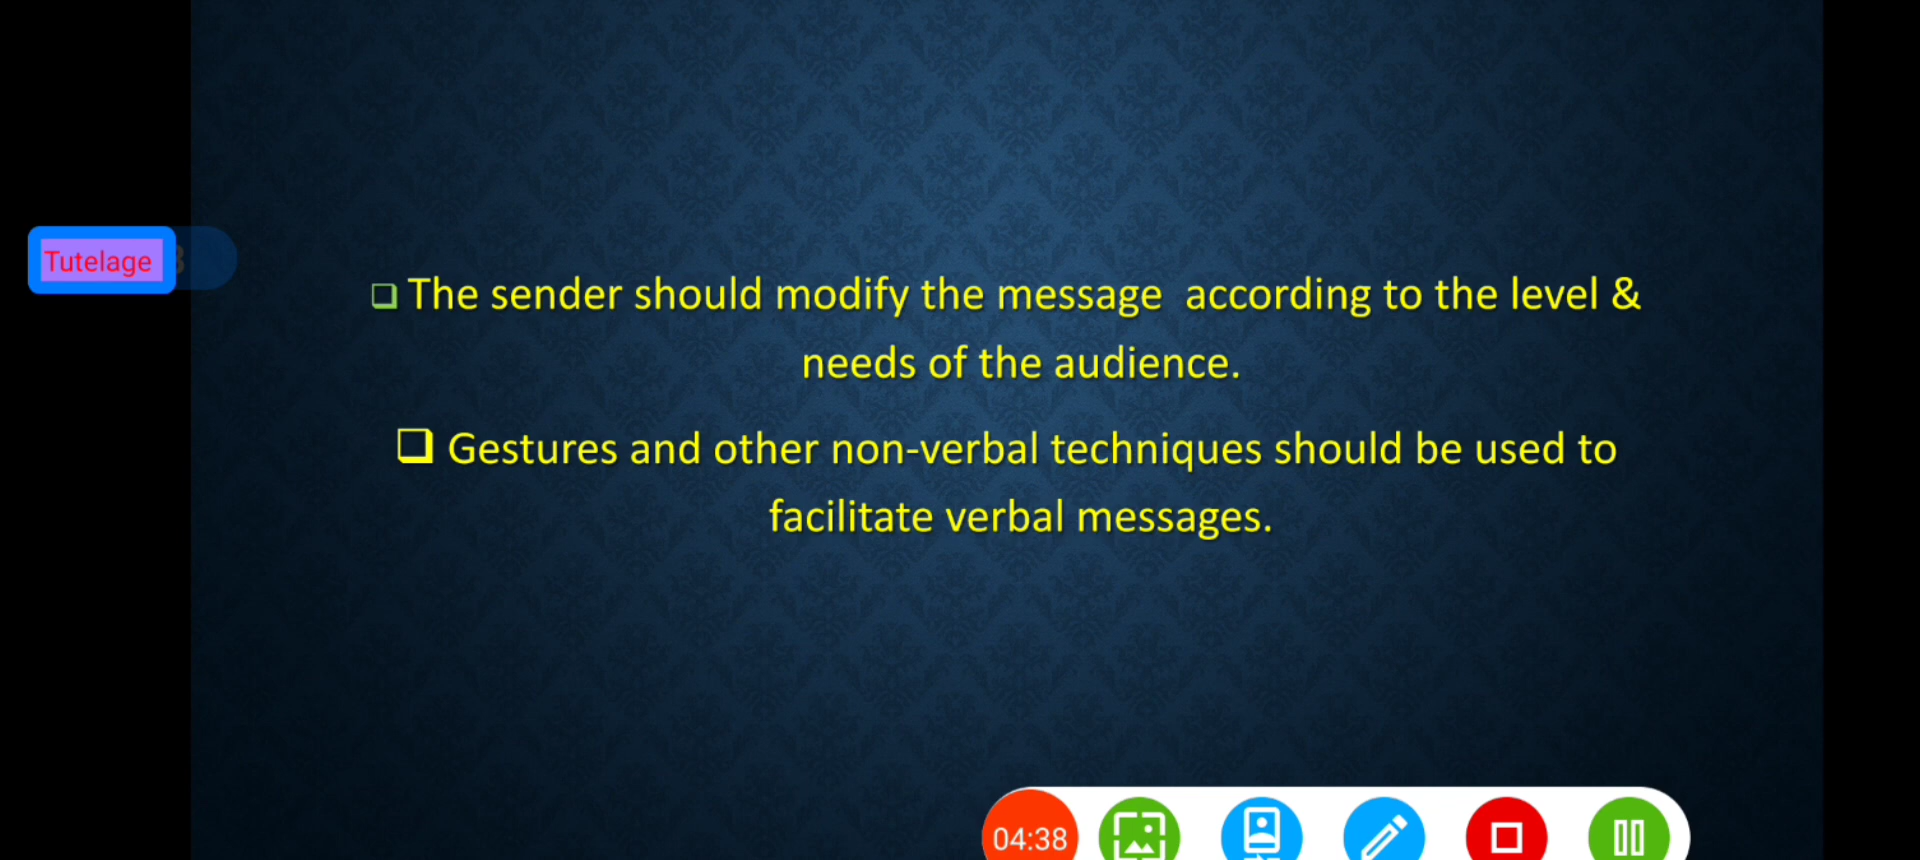 Tutelage
❑ The sender should modify the message according to the level &
needs of the audience.
❑ Gestures and other non-verbal techniques should be used to
facilitate verbal messages.
04:38